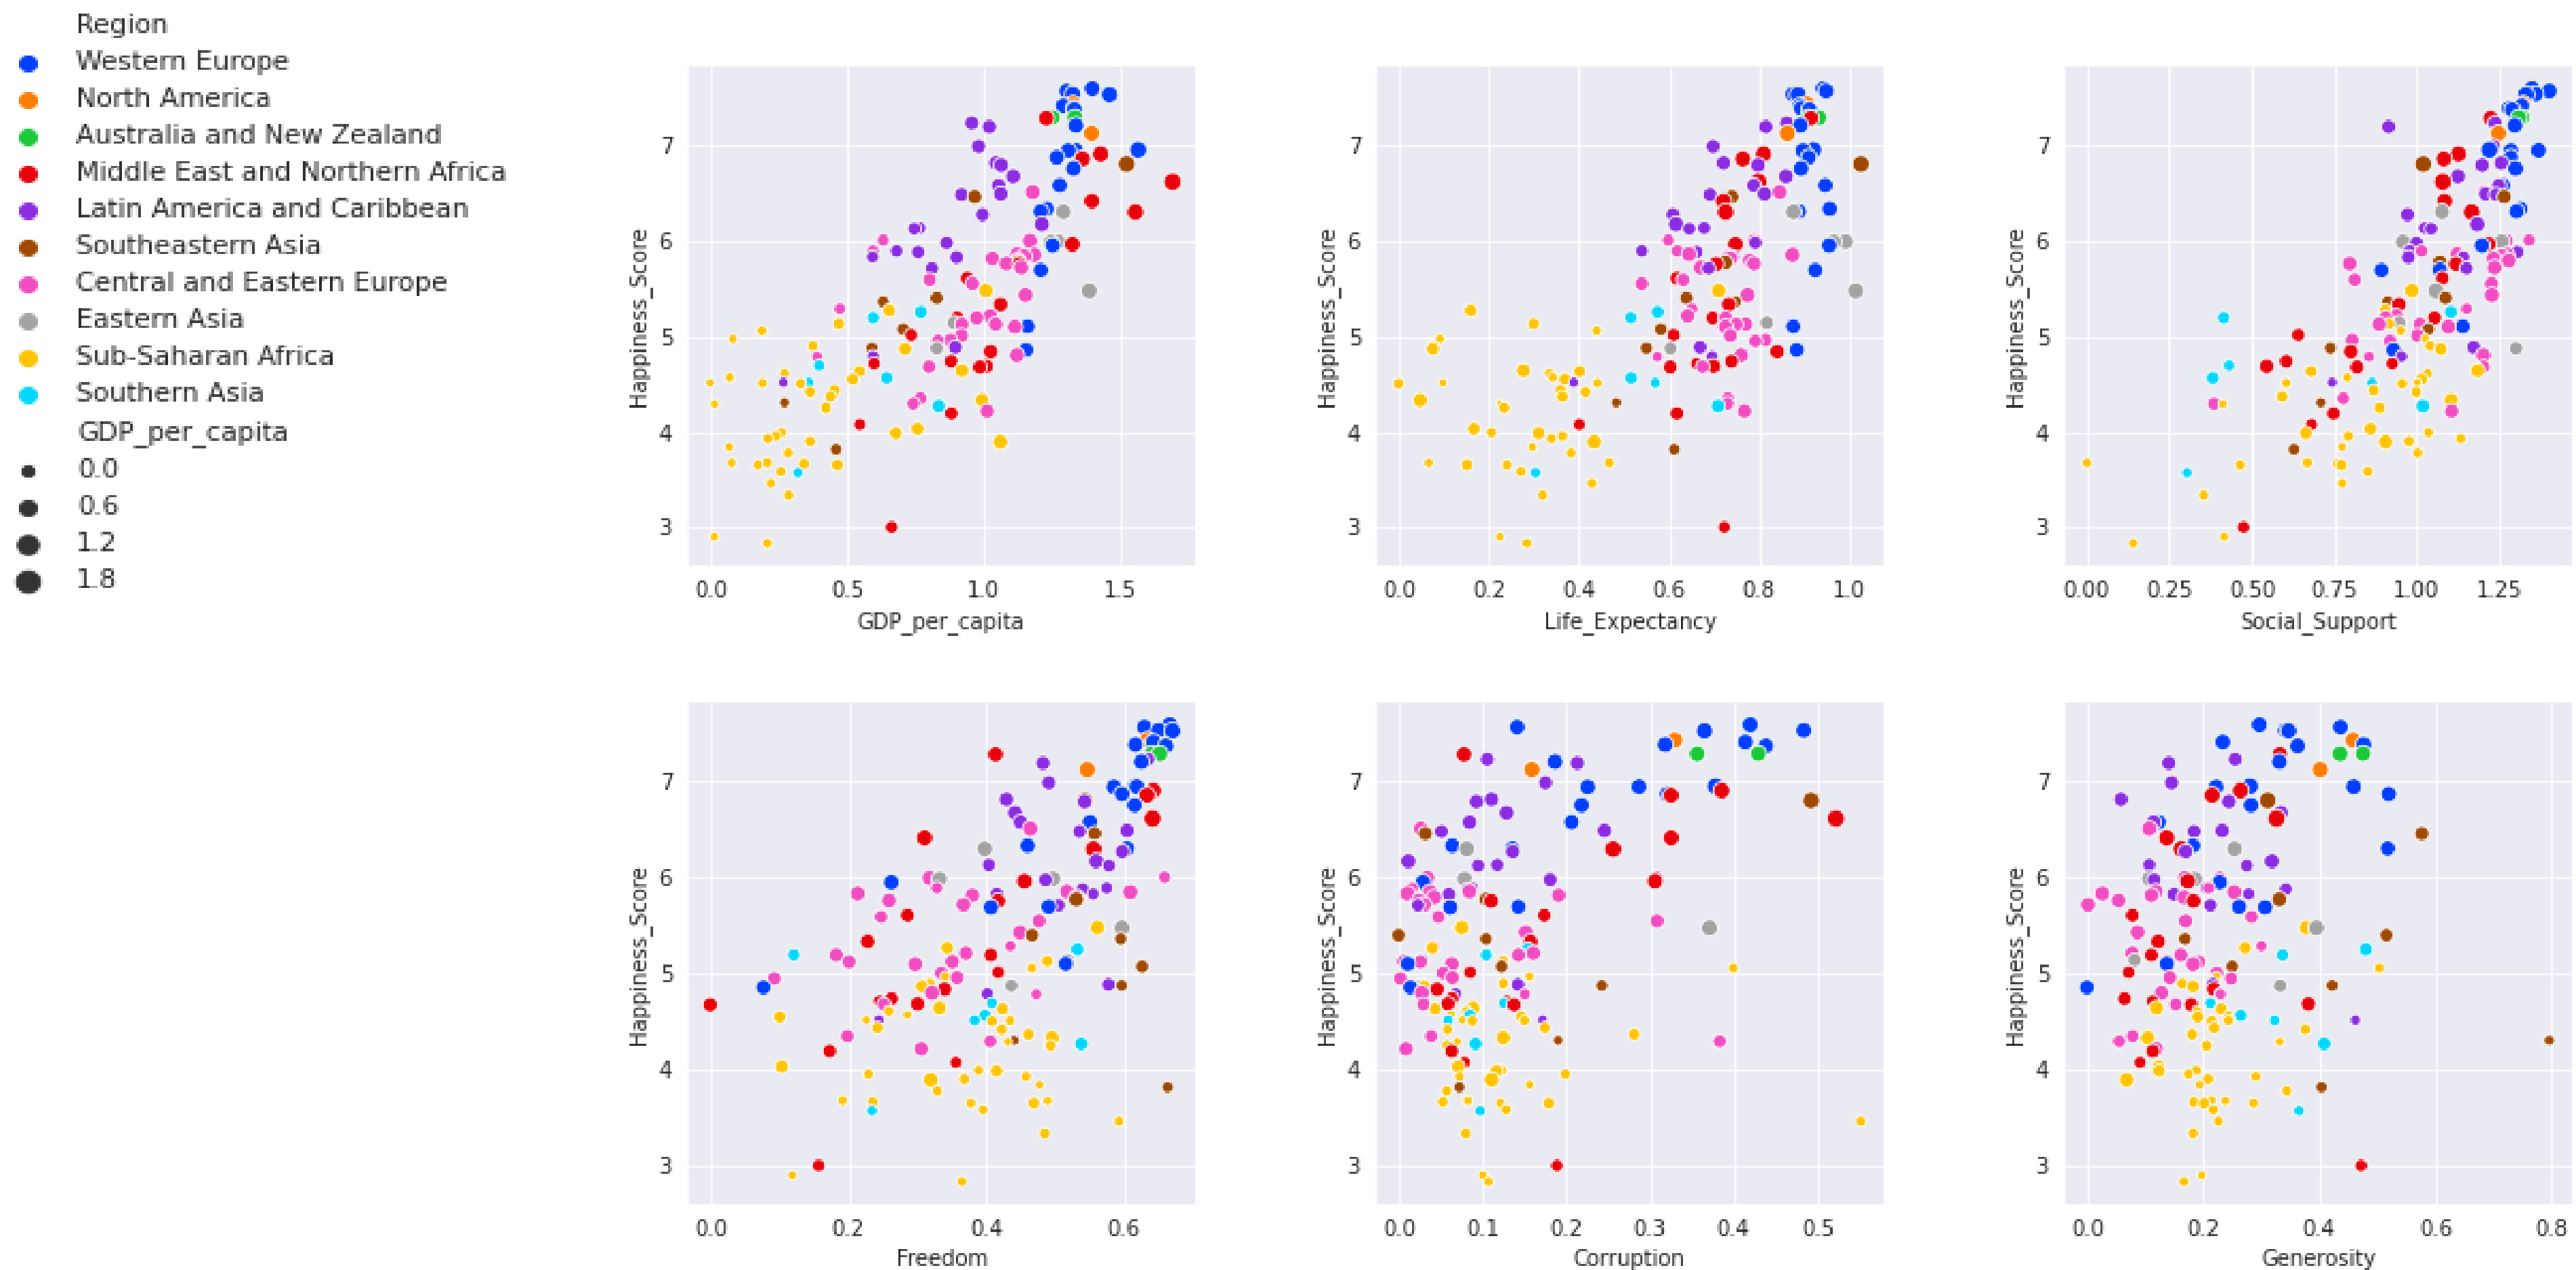 Region
Western Europe
North America
Australia and New Zealand
Middle East and Northern Africa
Latin America and Caribbean
Southeastern Asia
Central and Eastern Europe
Eastern Asia
Sub-Saharan Africa
Southern Asia
GDP_per_capita
0.0
0.6
1.2
1.8
Happiness_Score
7
6
5
4
3
0.0 0.5 1.0 1.5
GDP_per_capita
Happiness_Score
7
6
5
4
3
0.0 0.2 0.4 0.6 0.8 1.0
Life_Expectancy
Happiness_Score
7
6
5
4
3
0.00 0.25 0.50 0.75 1.00 1.25
Social_Support
Happiness_Score
7
6
5
4
3
0.0 0.2 0.4 0.6
Freedom
Happiness_Score
7
6
5
4
3
0.0 0.1 0.2 0.3 0.4 0.5
Corruption
Happiness_Score
7
6
5
4
3
0.0 0.2 0.4 0.6 0.8
Generosity